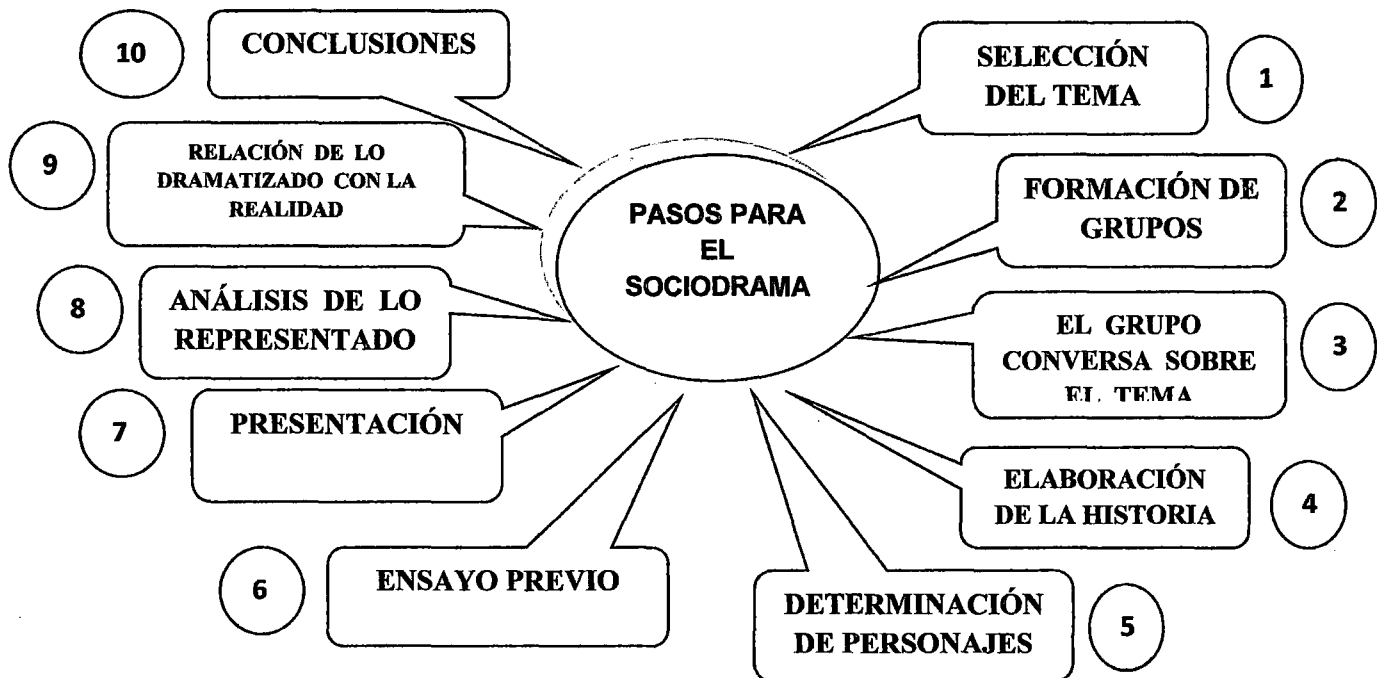 PASOS PARA
EL
SOCIODRAMA
1
SELECCIÓN
DEL TEMA
2
FORMACIÓN DE
GRUPOS
3
EL GRUPO
CONVERSA SOBRE
EL TEMA
4
ELABORACIÓN
DE LA HISTORIA
5
DETERMINACIÓN
DE PERSONAJES
6
ENSAYO PREVIO
7
PRESENTACIÓN
8
ANÁLISIS DE LO
REPRESENTADO
9
RELACIÓN DE LO
DRAMATIZADO CON LA
REALIDAD
10
CONCLUSIONES